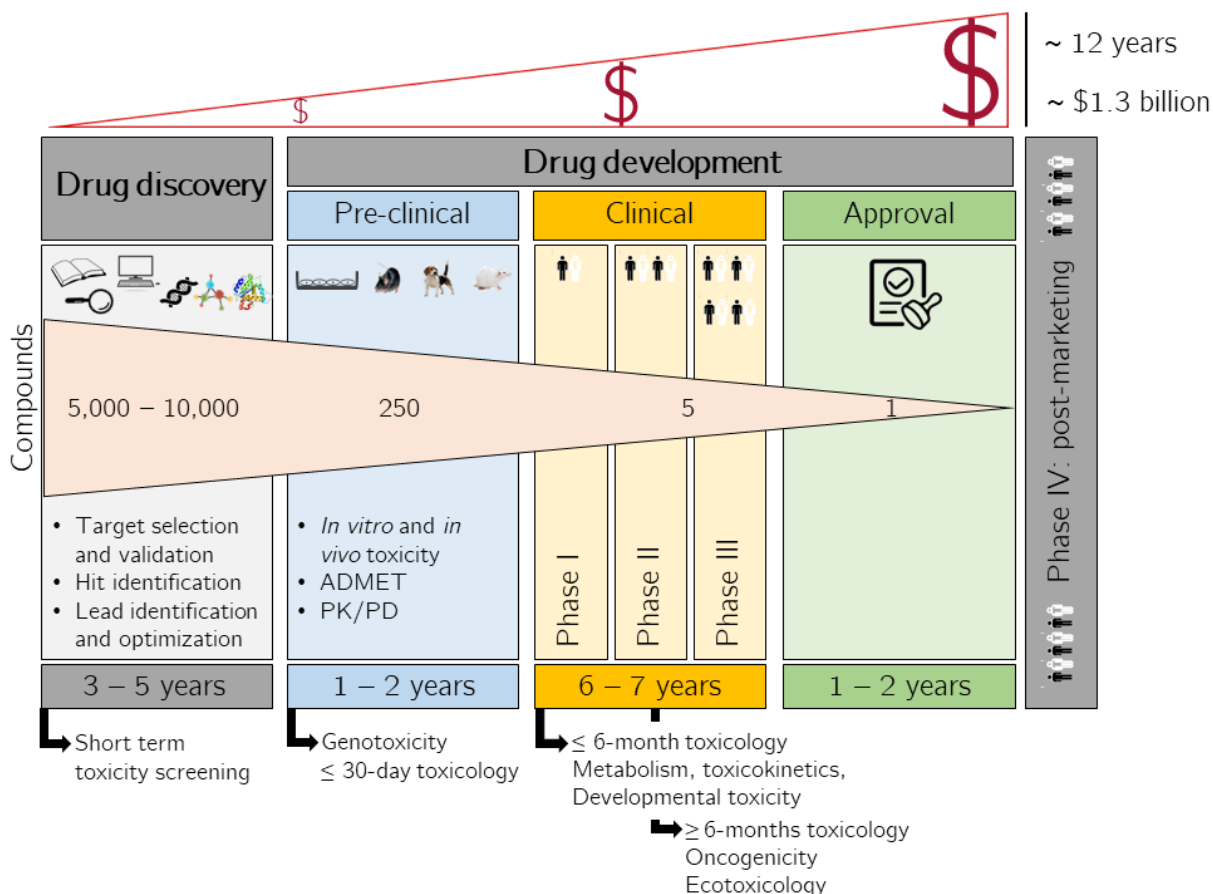 $
$
$
~ 12 years
~ $1.3 billion
Drug discovery
Drug development
Pre-clinical
Clinical
Approval
Compounds
5,000 – 10,000
250
5
1
• Target selection
and validation
• Hit identification
• Lead identification
and optimization
• In vitro and in
vivo toxicity
• ADMET
• PK/PD
Phase I
Phase II
Phase III
Phase IV: post-marketing
3 – 5 years
1 – 2 years
6 – 7 years
1 – 2 years
Short term
toxicity screening
Genotoxicity
≤ 30-day toxicology
≤ 6-month toxicology
Metabolism, toxicokinetics,
Developmental toxicity
≥ 6-months toxicology
Oncogenicity
Ecotoxicology